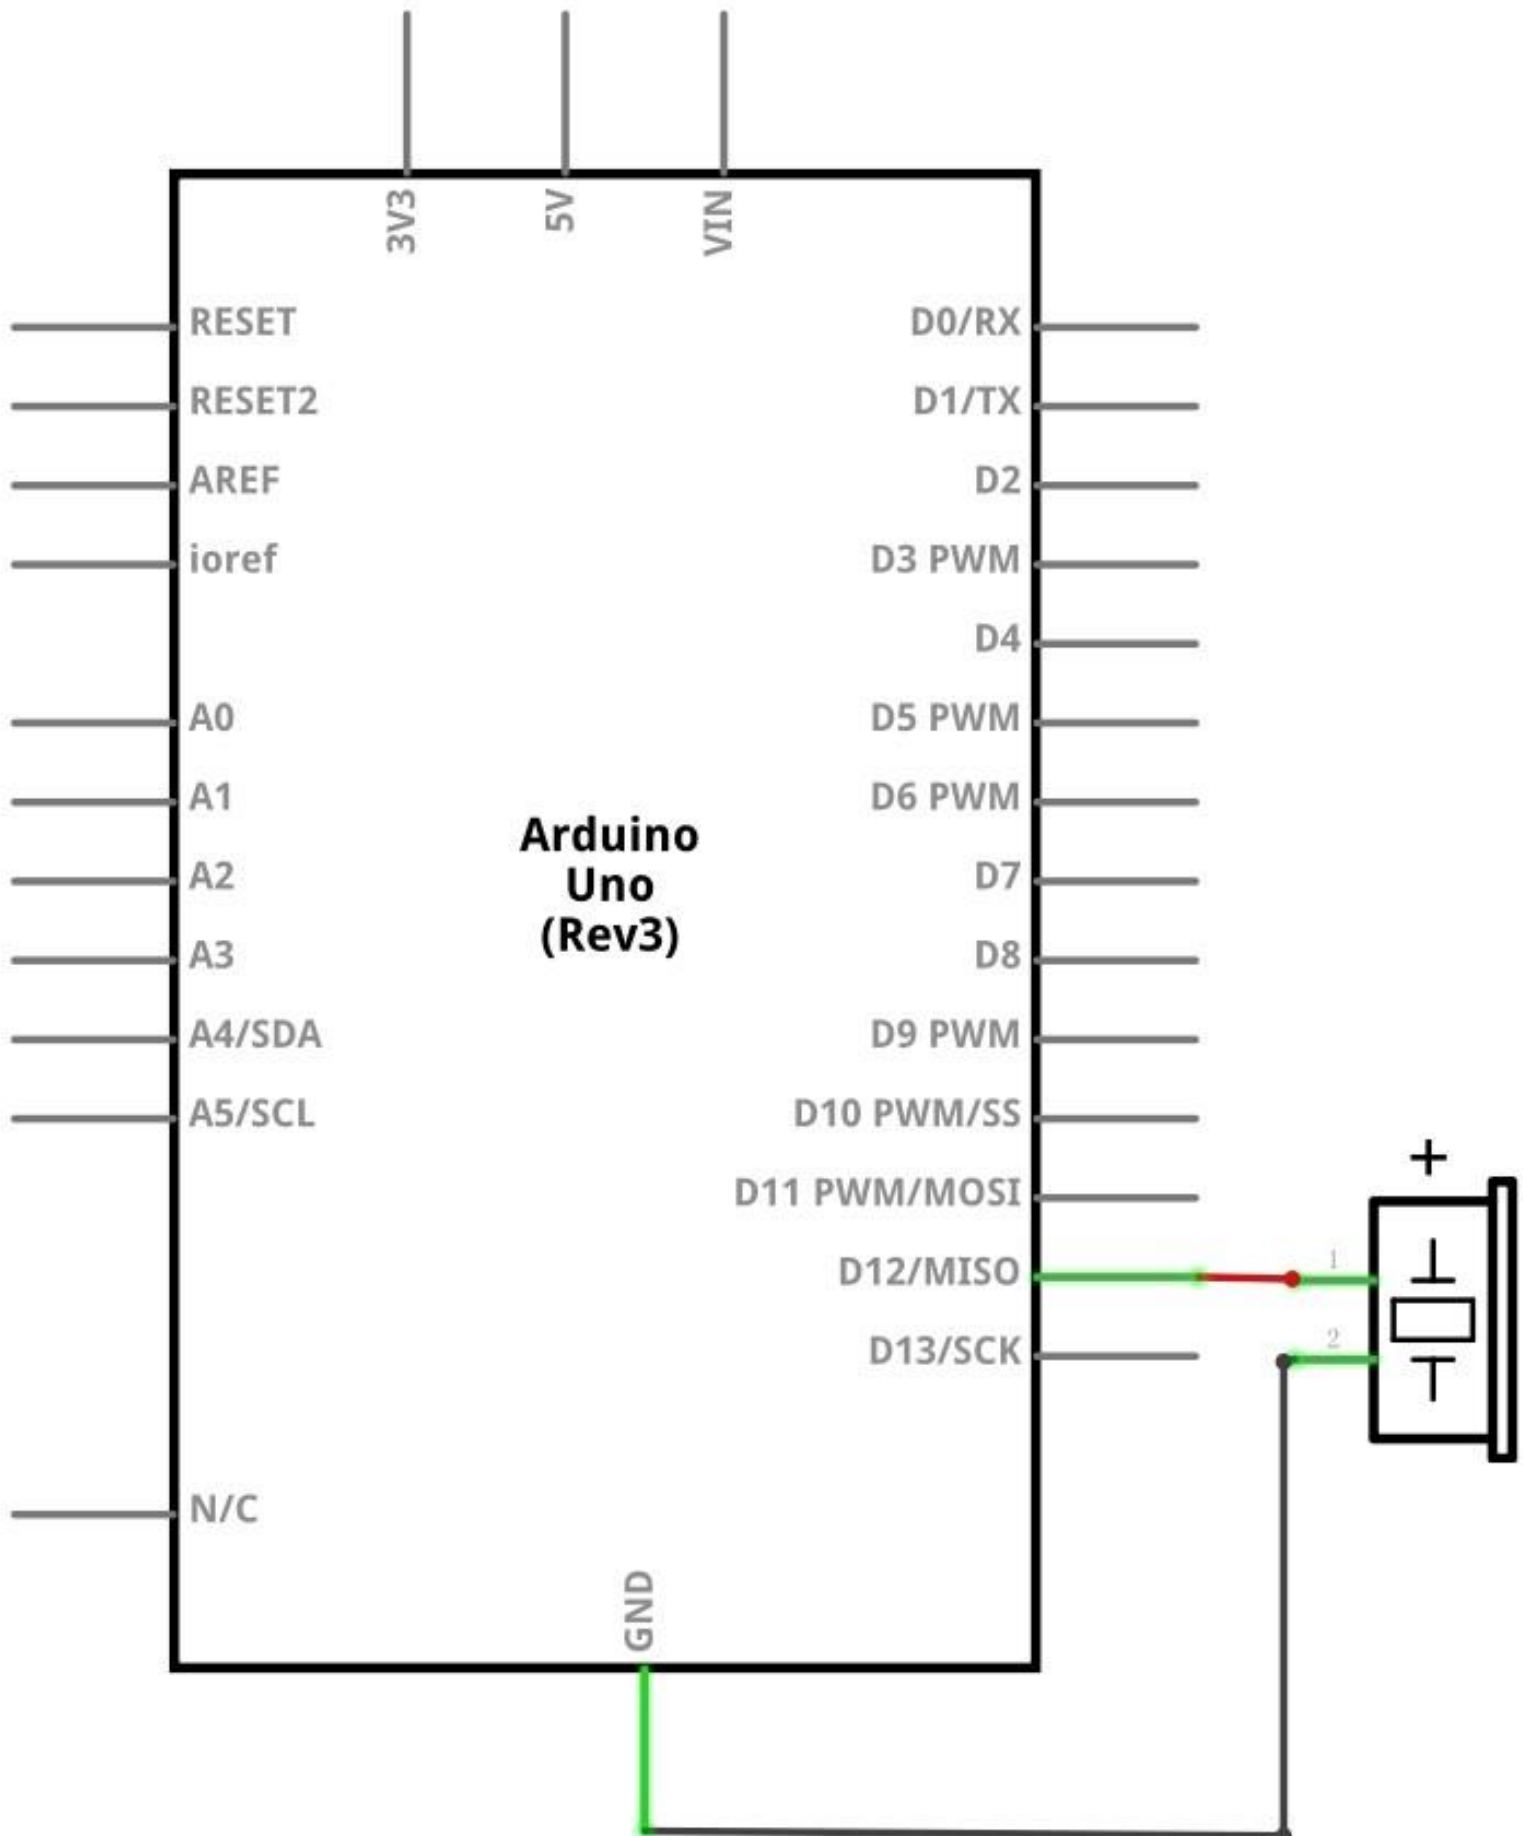 3V3
5V
VIN
RESET
RESET2
AREF
ioref
A0
A1
A2
A3
A4/SDA
A5/SCL
N/C
Arduino
Uno
(Rev3)
D0/RX
D1/TX
D2
D3 PWM
D4
D5 PWM
D6 PWM
D7
D8
D9 PWM
D10 PWM/SS
D11 PWM/MOSI
D12/MISO
D13/SCK
GND
+
1
2